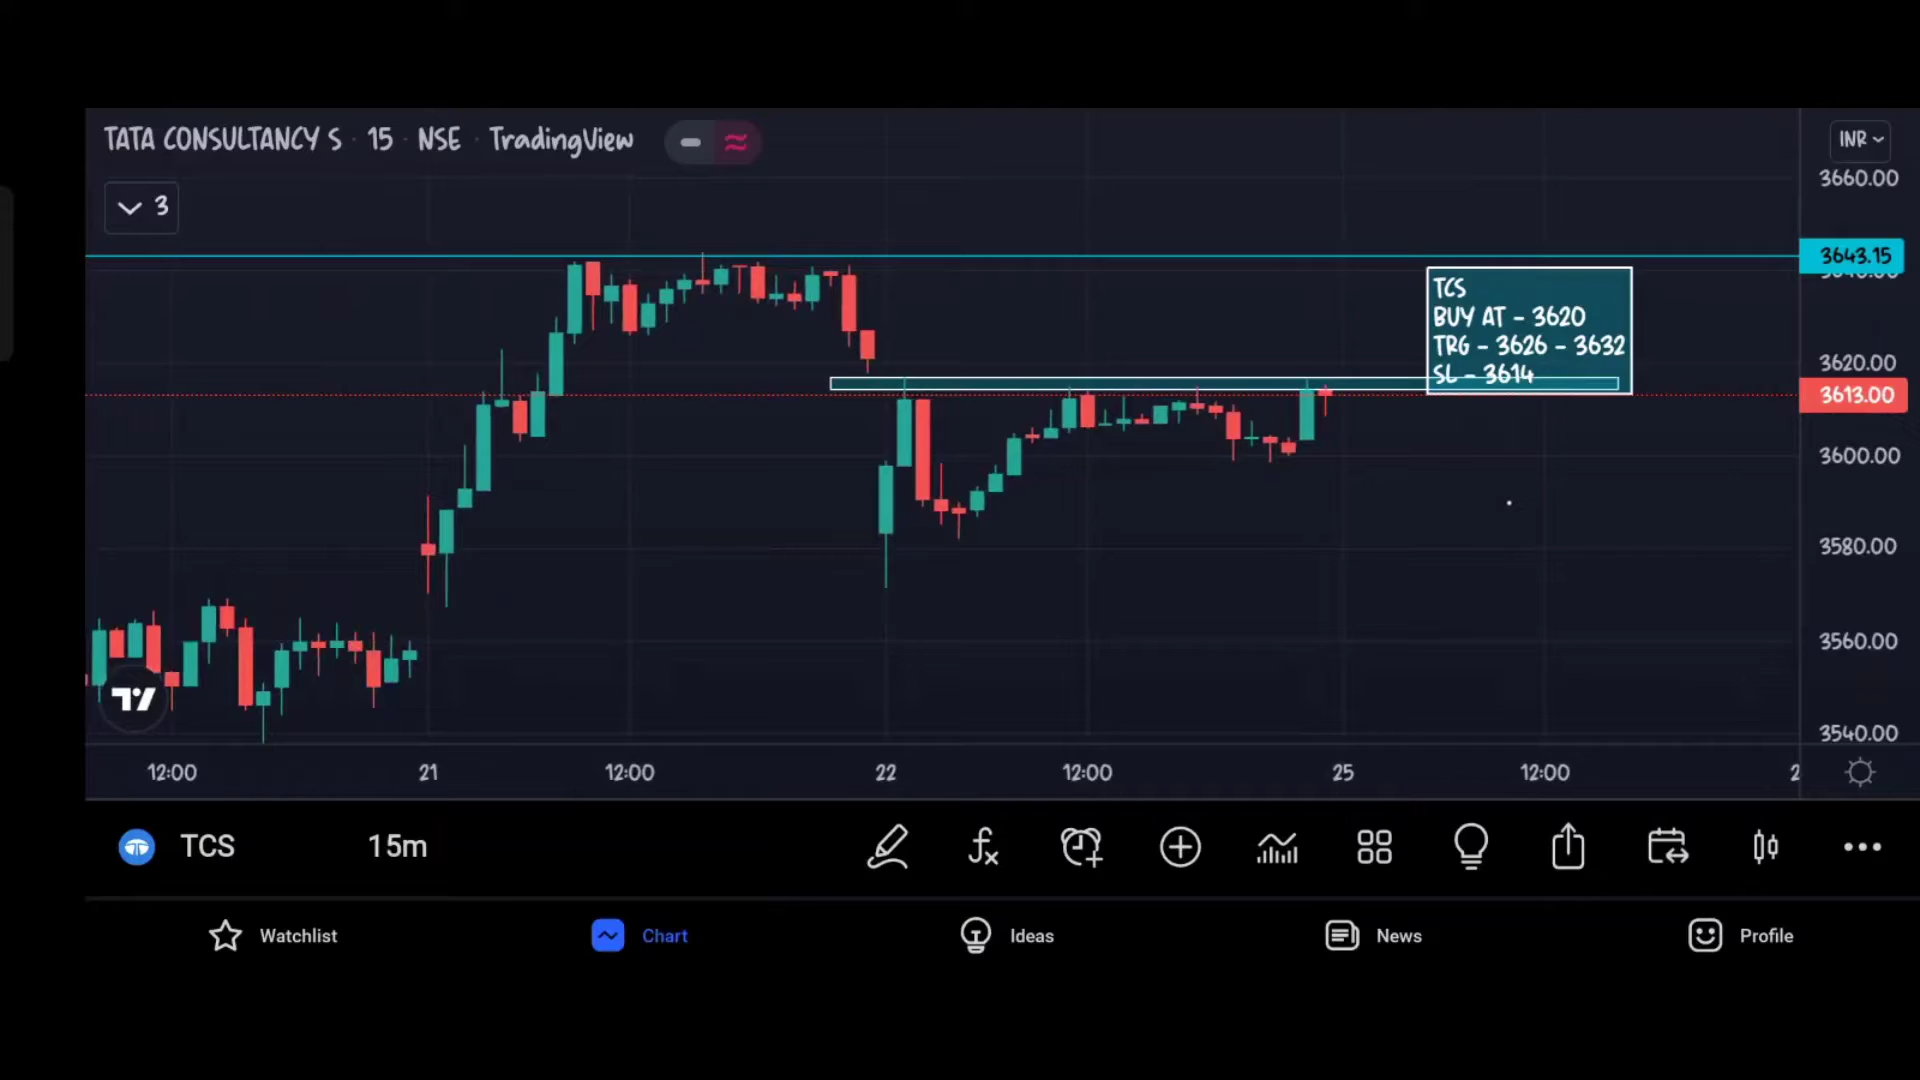 TATA CONSULTANCY S · 15 · NSE · TradingView
INR
3
3660.00
3643.15
TCS
BUY AT - 3620
TRG - 3626 - 3632
SL - 3614
3620.00
3613.00
3600.00
3580.00
3560.00
3540.00
12:00 21 12:00 22 12:00 25 12:00 2
TCS 15m
Watchlist Chart Ideas News Profile